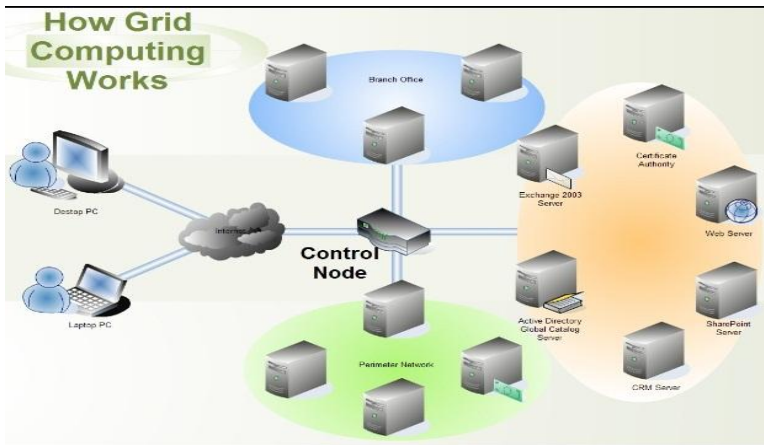 How Grid
Computing
Works
Branch Office
Certificate
Authority
Exchange 2003
Server
Destop PC
Internet
Web Server
Control
Node
Laptop PC
Active Directory
Global Catalog
Server
SharePoint
Server
Perimeter Network
CRM Server